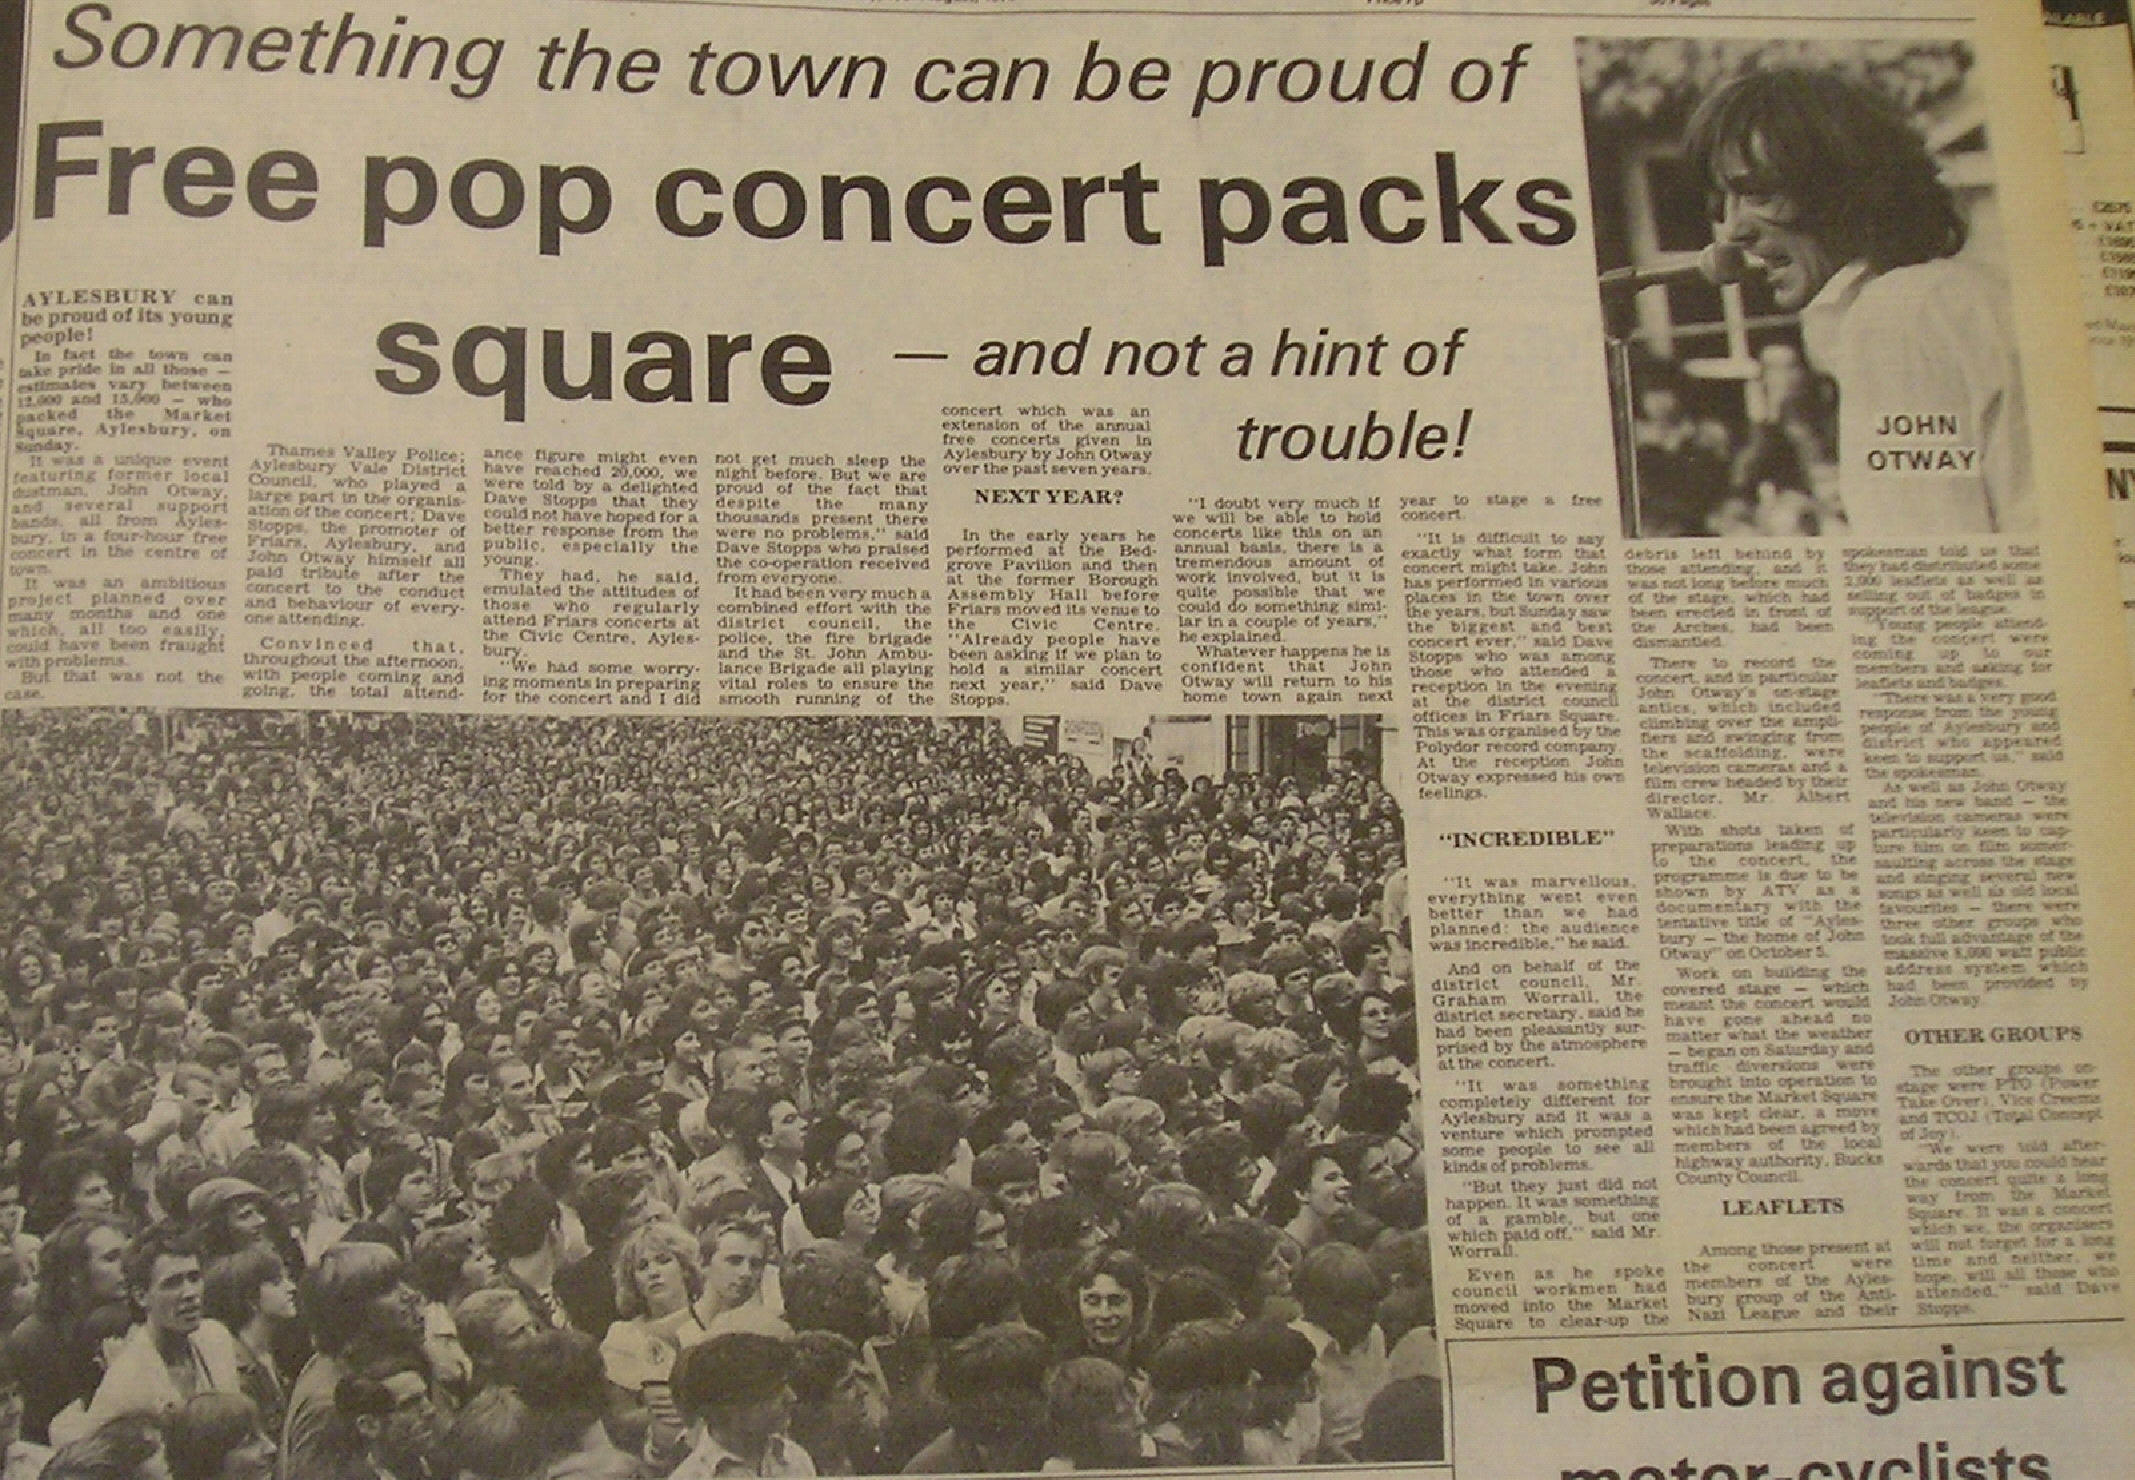 Something the town can be proud of
Free pop concert packs
square — and not a hint of
trouble!
JOHN
OTWAY
AYLESBURY can
be proud of its young
people!
In fact the town can
take pride in all those —
estimates vary between
12,000 and 15,000 — who
packed the Market
Square, Aylesbury, on
Sunday.
It was a unique event
featuring former local
dustman, John Otway,
and several support
bands, all from Ayles-
bury, in a four-hour free
concert in the centre of
town.
It was an ambitious
project planned over
many months and one
which, all too easily,
could have been fraught
with problems.
But that was not the
case.
Thames Valley Police;
Aylesbury Vale District
Council, who played a
large part in the organis-
ation of the concert; Dave
Stopps, the promoter of
Friars, Aylesbury, and
John Otway himself all
paid tribute after the
concert to the conduct
and behaviour of every-
one attending.
Convinced that,
throughout the afternoon,
with people coming and
going, the total attend-
ance figure might even
have reached 20,000, we
were told by a delighted
Dave Stopps that they
could not have hoped for a
better response from the
public, especially the
young.
They had, he said,
emulated the attitudes of
those who regularly
attend Friars concerts at
the Civic Centre, Ayles-
bury.
"We had some worry-
ing moments in preparing
for the concert and I did
not get much sleep the
night before. But we are
proud of the fact that
despite the many
thousands present there
were no problems," said
Dave Stopps who praised
the co-operation received
from everyone.
It had been very much a
combined effort with the
district council, the
police, the fire brigade
and the St. John Ambu-
lance Brigade all playing
vital roles to ensure the
smooth running of the
concert which was an
extension of the annual
free concerts given in
Aylesbury by John Otway
over the past seven years.
NEXT YEAR?
In the early years he
performed at the Bed-
grove Pavilion and then
at the former Borough
Assembly Hall before
Friars moved its venue to
the Civic Centre.
"Already people have
been asking if we plan to
hold a similar concert
next year," said Dave
Stopps.
"I doubt very much if
we will be able to hold
concerts like this on an
annual basis, there is a
tremendous amount of
work involved, but it is
quite possible that we
could do something simi-
lar in a couple of years,"
he explained.
Whatever happens he is
confident that John
Otway will return to his
home town again next
year to stage a free
concert.
"It is difficult to say
exactly what form that
concert might take. John
has performed in various
places in the town over
the years, but Sunday saw
the biggest and best
concert ever," said Dave
Stopps who was among
those who attended a
reception in the evening
at the district council
offices in Friars Square.
This was organised by the
Polydor record company.
At the reception John
Otway expressed his own
feelings.
"INCREDIBLE"
"It was marvellous,
everything went even
better than we had
planned; the audience
was incredible," he said.
And on behalf of the
district council, Mr.
Graham Worrall, the
district secretary, said he
had been pleasantly sur-
prised by the atmosphere
at the concert.
"It was something
completely different for
Aylesbury and it was a
venture which prompted
some people to see all
kinds of problems.
"But they just did not
happen. It was something
of a gamble, but one
which paid off," said Mr.
Worrall.
Even as he spoke
council workmen had
moved into the Market
Square to clear-up the
debris left behind by
those attending, and it
was not long before much
of the stage, which had
been erected in front of
the Arches, had been
dismantled.
There to record the
concert, and in particular
John Otway's on-stage
antics, which included
climbing over the ampli-
fiers and swinging from
the scaffolding, were
television cameras and a
film crew headed by their
director, Mr. Albert
Wallace.
With shots taken of
preparations leading up
to the concert, the
programme is due to be
shown by ATV as a
documentary with the
tentative title of "Ayles-
bury — the home of John
Otway" on October 5.
Work on building the
covered stage — which
meant the concert would
have gone ahead no
matter what the weather
— began on Saturday and
traffic diversions were
brought into operation to
ensure the Market Square
was kept clear, a move
which had been agreed by
members of the local
highway authority, Bucks
County Council.
LEAFLETS
Among those present at
the concert were
members of the Ayles-
bury group of the Anti-
Nazi League and their
spokesman told us that
they had distributed some
2,000 leaflets as well as
selling out of badges in
support of the league.
"Young people attend-
ing the concert were
coming up to our
members and asking for
leaflets and badges.
"There was a very good
response from the young
people of Aylesbury and
district who appeared
keen to support us," said
the spokesman.
As well as John Otway
and his new band — the
television cameras were
particularly keen to cap-
ture him on film somer-
saulting across the stage
and singing several new
songs as well as old local
favourites — there were
three other groups who
took full advantage of the
massive 8,000 watt public
address system which
had been provided by
John Otway.
OTHER GROUPS
The other groups on-
stage were PTO (Power
Take Over), Vice Creems
and TCOJ (Total Concept
of Joy).
"We were told after-
wards that you could hear
the concert quite a long
way from the Market
Square. It was a concert
which we, the organisers
will not forget for a long
time and neither, we
hope, will all those who
attended," said Dave
Stopps.
Petition against
motor-cyclists